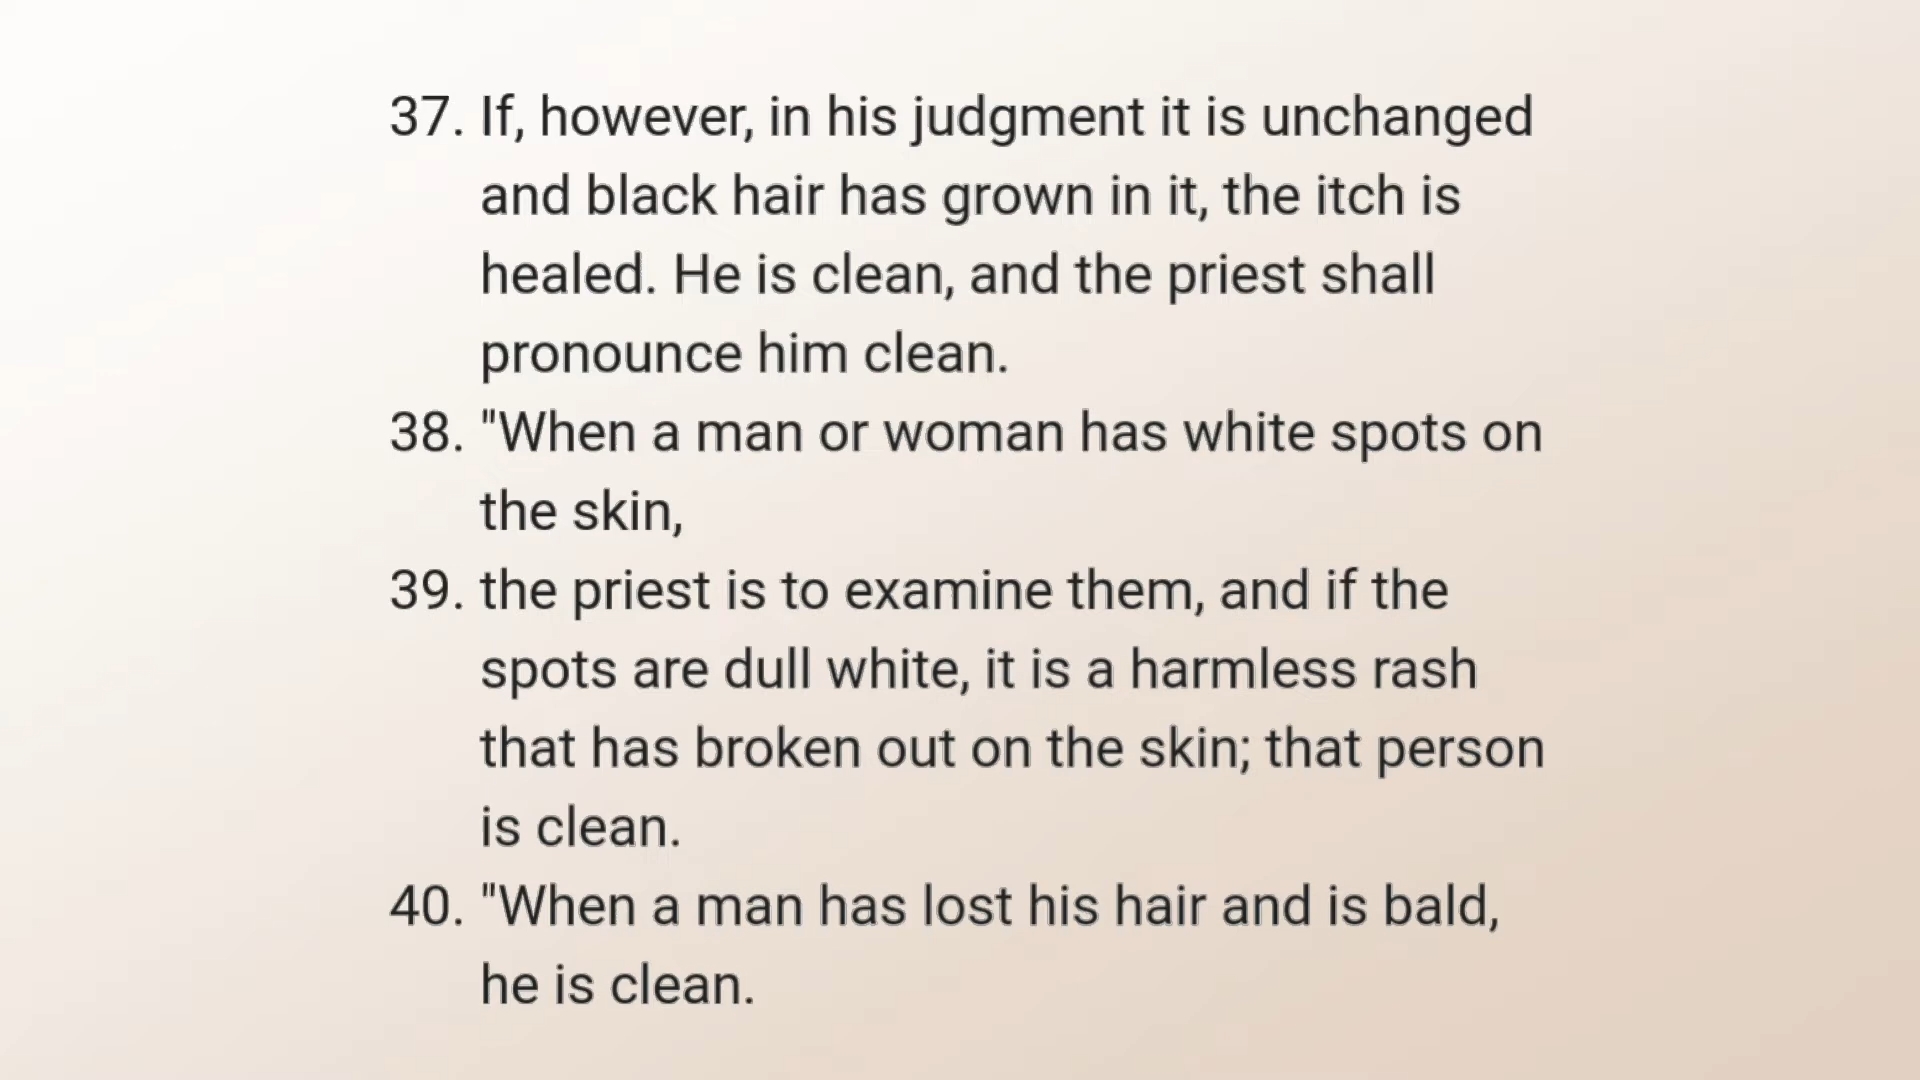 37. If, however, in his judgment it is unchanged
and black hair has grown in it, the itch is
healed. He is clean, and the priest shall
pronounce him clean.
38. "When a man or woman has white spots on
the skin,
39. the priest is to examine them, and if the
spots are dull white, it is a harmless rash
that has broken out on the skin; that person
is clean.
40. "When a man has lost his hair and is bald,
he is clean.